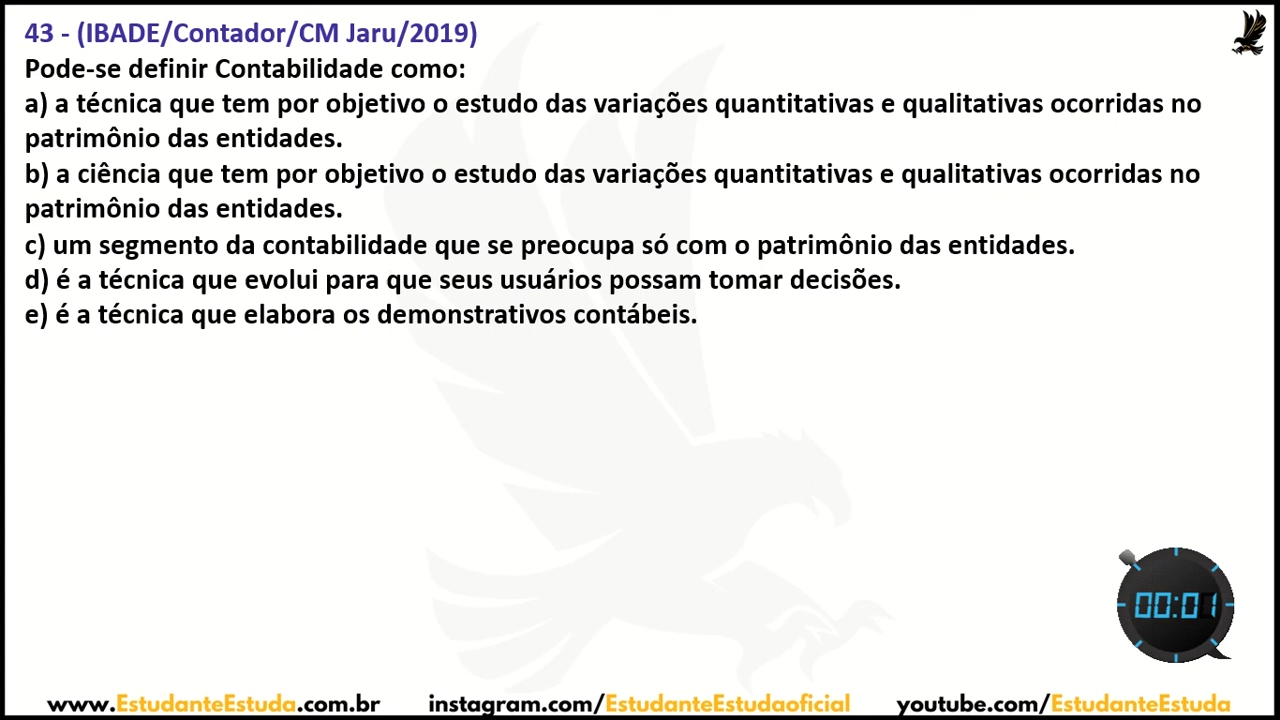 43 - (IBADE/Contador/CM Jaru/2019)
Pode-se definir Contabilidade como:
a) a técnica que tem por objetivo o estudo das variações quantitativas e qualitativas ocorridas no
patrimônio das entidades.
b) a ciência que tem por objetivo o estudo das variações quantitativas e qualitativas ocorridas no
patrimônio das entidades.
c) um segmento da contabilidade que se preocupa só com o patrimônio das entidades.
d) é a técnica que evolui para que seus usuários possam tomar decisões.
e) é a técnica que elabora os demonstrativos contábeis.
00:01
www.EstudanteEstuda.com.br instagram.com/EstudanteEstudaoficial youtube.com/EstudanteEstuda